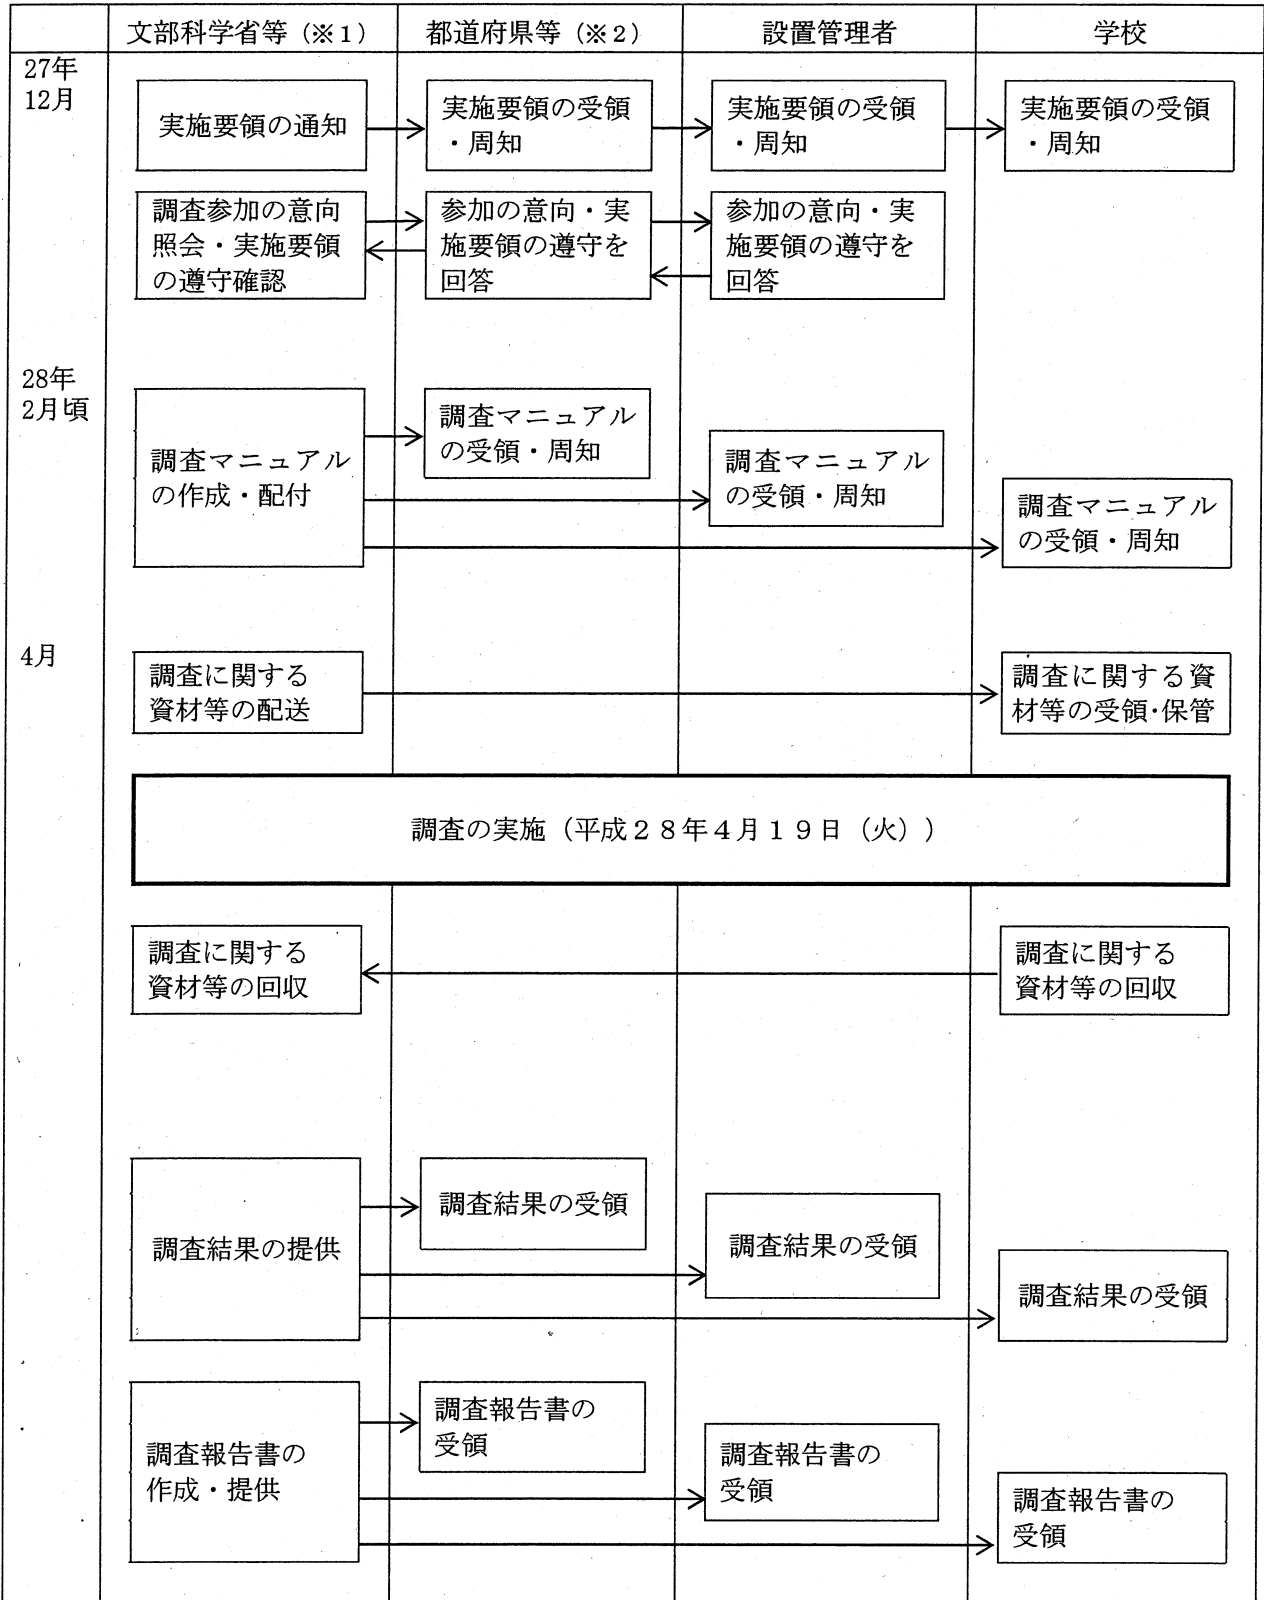 文部科学省等（※１）
都道府県等（※２）
設置管理者
学校
27年
12月
実施要領の通知
実施要領の受領
・周知
実施要領の受領
・周知
実施要領の受領
・周知
調査参加の意向
照会・実施要領
の遵守確認
参加の意向・実
施要領の遵守を
回答
参加の意向・実
施要領の遵守を
回答
28年
2月頃
調査マニュアル
の作成・配付
調査マニュアル
の受領・周知
調査マニュアル
の受領・周知
調査マニュアル
の受領・周知
4月
調査に関する
資材等の配送
調査に関する資
材等の受領・保管
調査の実施（平成２８年４月１９日（火））
調査に関する
資材等の回収
調査に関する
資材等の回収
調査結果の提供
調査結果の受領
調査結果の受領
調査結果の受領
調査報告書の
作成・提供
調査報告書の
受領
調査報告書の
受領
調査報告書の
受領